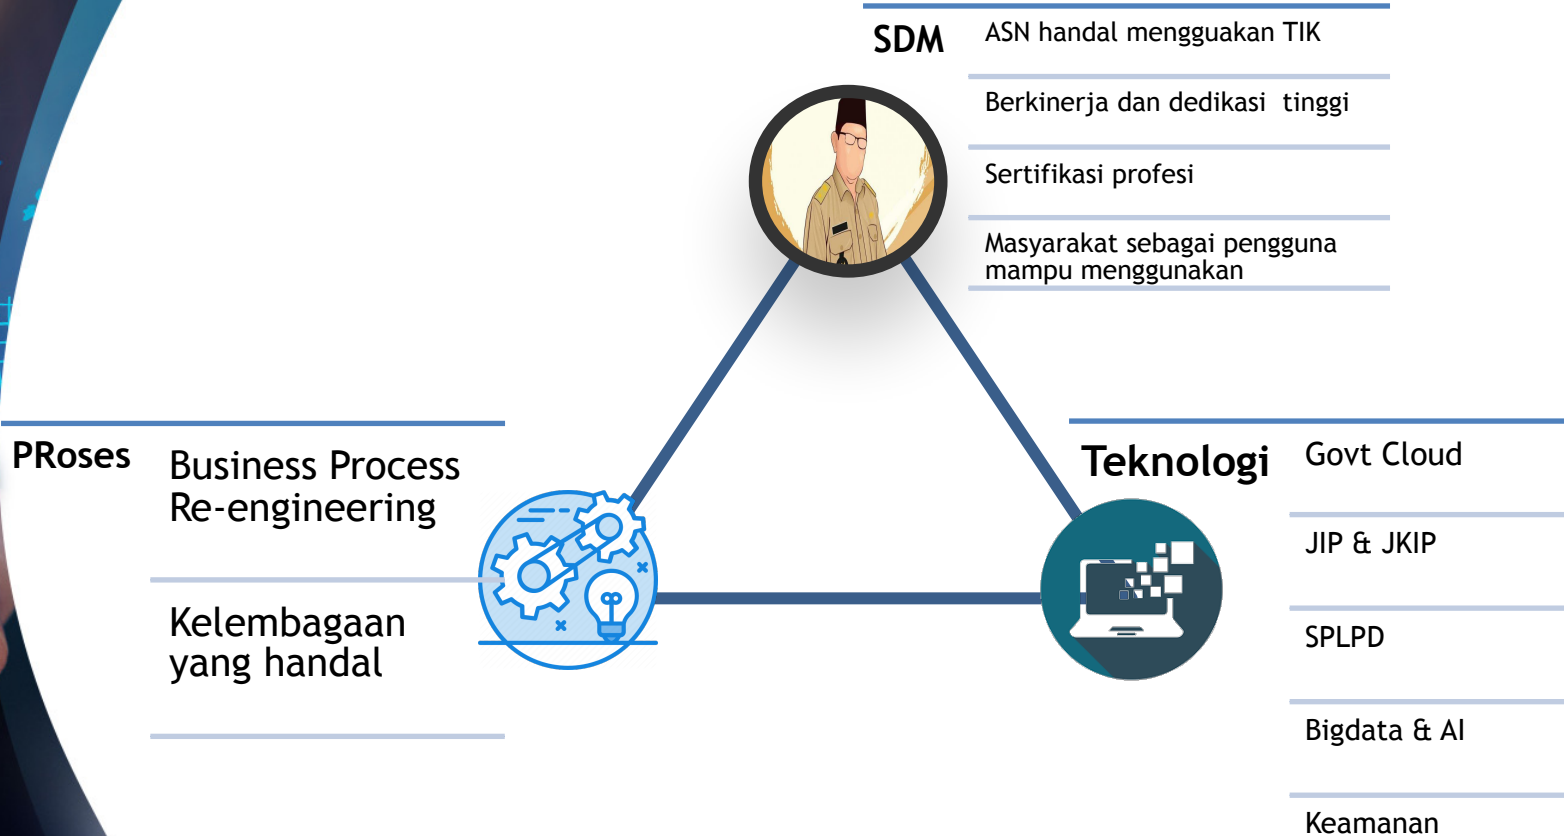 SDM
ASN handal mengguakan TIK
Berkinerja dan dedikasi  tinggi
Sertifikasi profesi
Masyarakat sebagai pengguna
mampu menggunakan
PRoses
Business Process
Re-engineering
Kelembagaan
yang handal
Teknologi
Govt Cloud
JIP & JKIP
SPLPD
Bigdata & AI
Keamanan